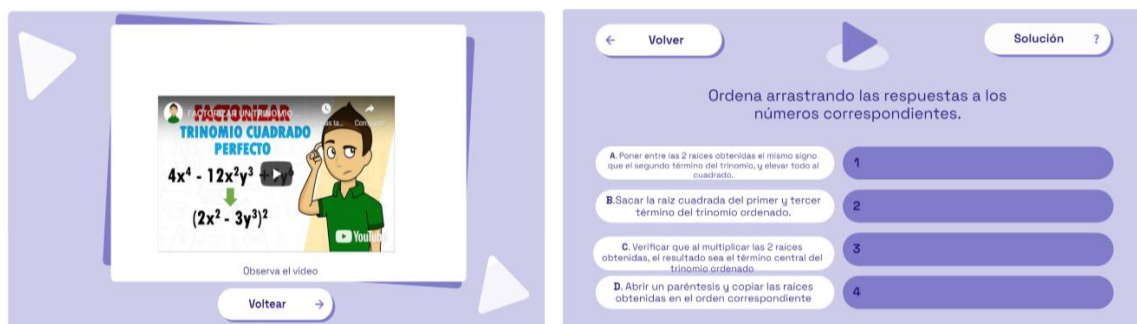 FACTORIZAR UN TRINOMIO
FACTORIZAR
TRINOMIO CUADRADO
PERFECTO
4x⁴ - 12x²y³
(2x² - 3y³)²
YouTube
Observa el video
Voltear →
← Volver
Solución ?
Ordena arrastrando las respuestas a los
números correspondientes.
A. Poner entre las 2 raíces obtenidas el mismo signo
que el segundo término del trinomio, y elevar todo al
cuadrado.
1
B.Sacar la raíz cuadrada del primer y tercer
término del trinomio ordenado.
2
C. Verificar que al multiplicar las 2 raíces
obtenidas, el resultado sea el término central del
trinomio ordenado
3
D. Abrir un paréntesis y copiar las raíces
obtenidas en el orden correspondiente
4